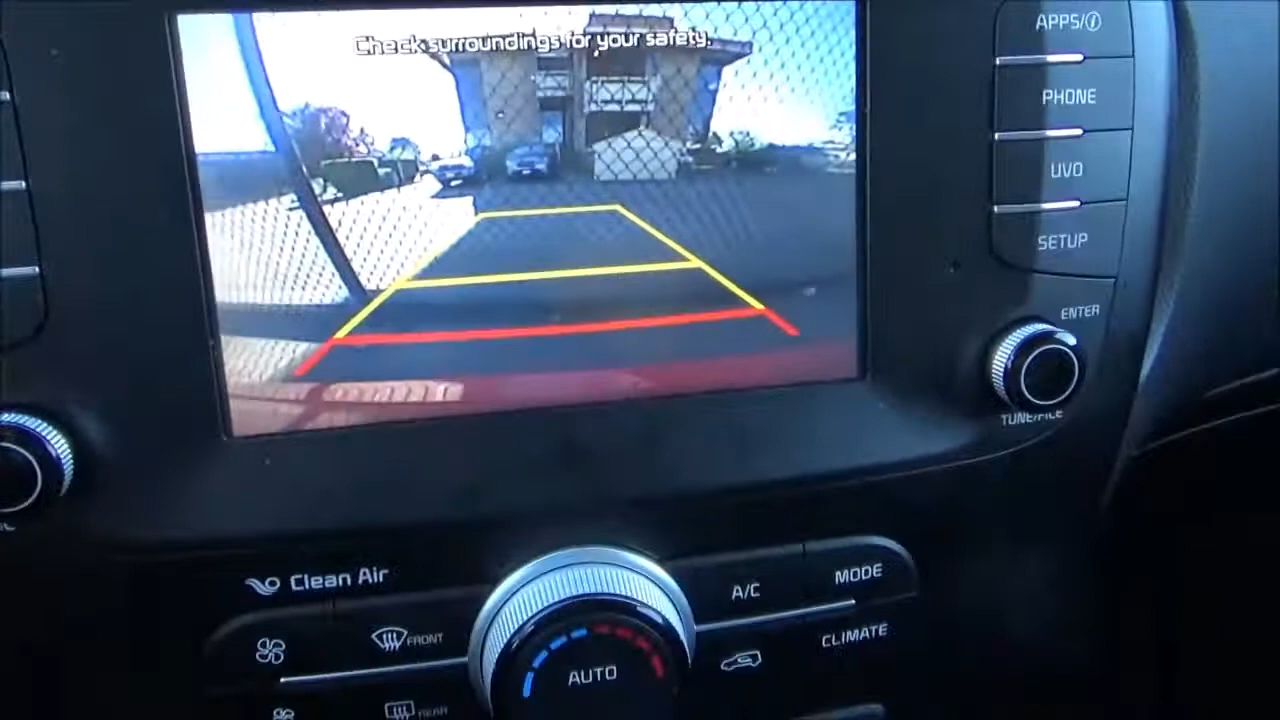 Check surroundings for your safety.
APPS/i
PHONE
UVO
SETUP
ENTER
TUNE/FILE
Clean Air
FRONT
A/C
MODE
CLIMATE
AUTO
REAR